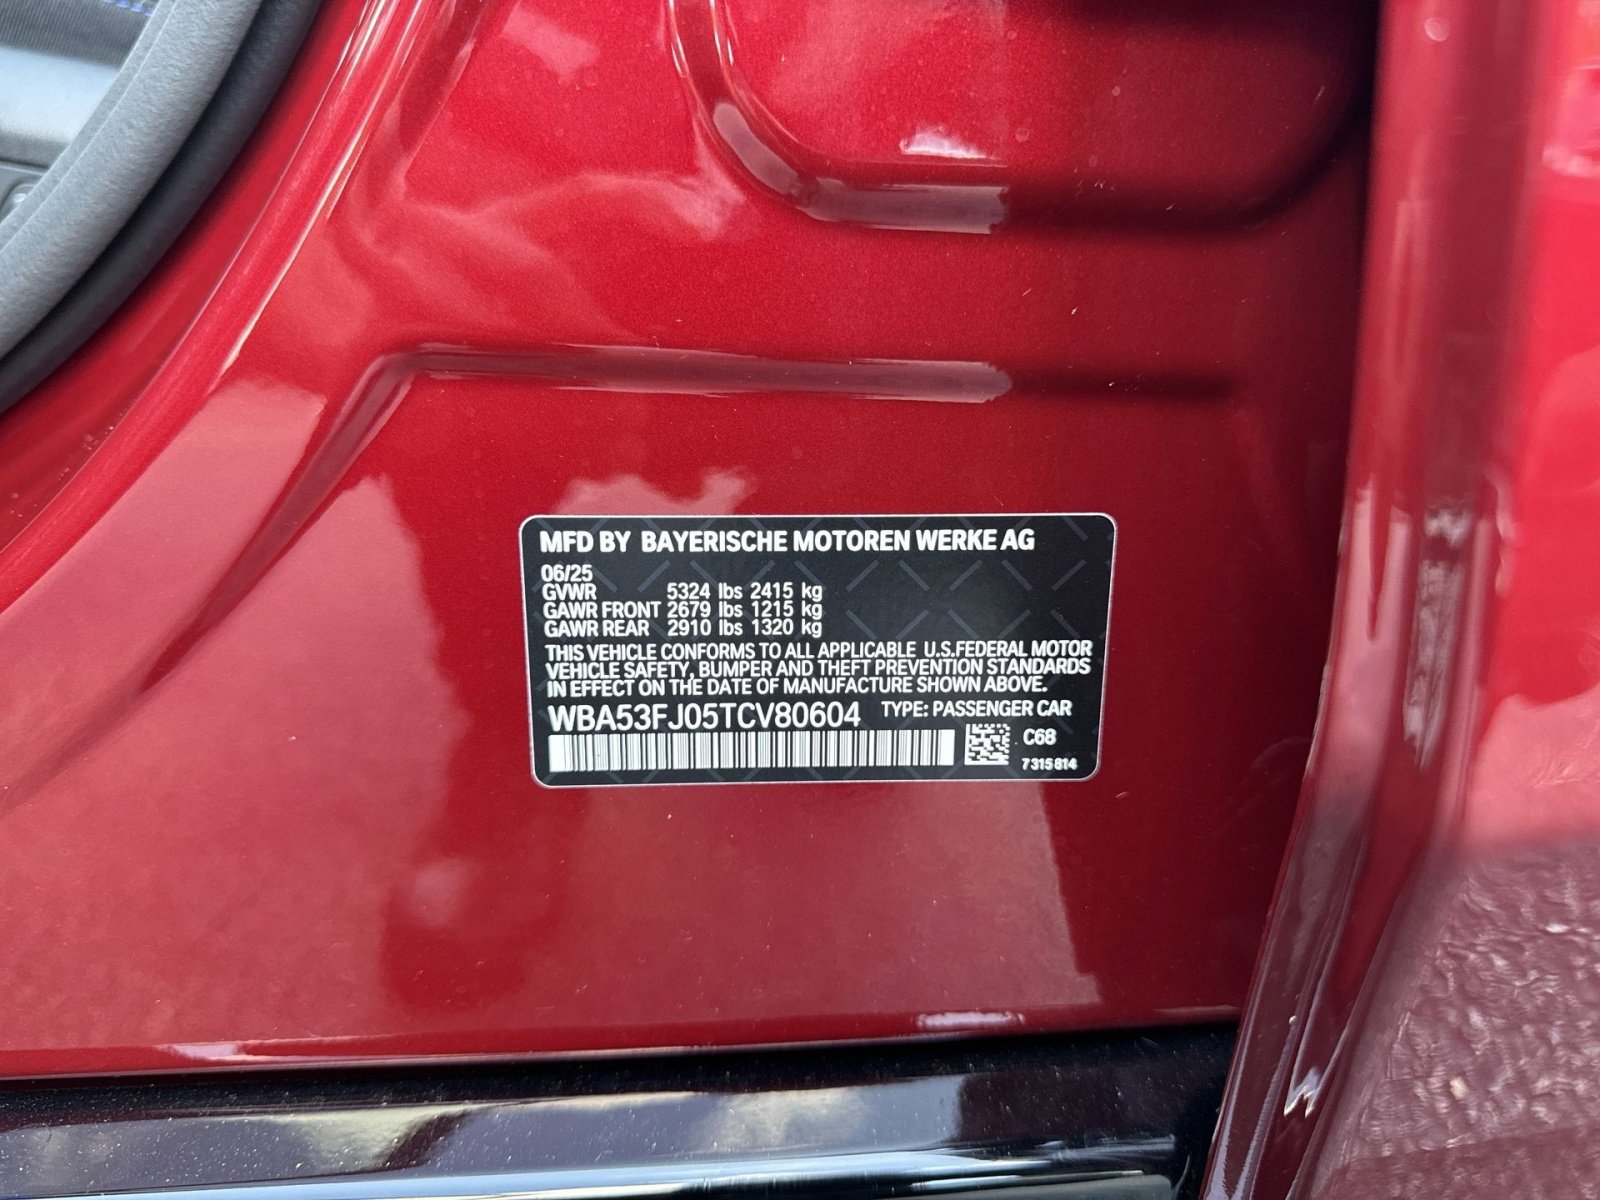 MFD BY BAYERISCHE MOTOREN WERKE AG
06/25
GVWR 5324 lbs 2415 kg
GAWR FRONT 2679 lbs 1215 kg
GAWR REAR 2910 lbs 1320 kg
THIS VEHICLE CONFORMS TO ALL APPLICABLE U.S.FEDERAL MOTOR
VEHICLE SAFETY, BUMPER AND THEFT PREVENTION STANDARDS
IN EFFECT ON THE DATE OF MANUFACTURE SHOWN ABOVE.
WBA53FJ05TCV80604 TYPE: PASSENGER CAR
C68
7315814